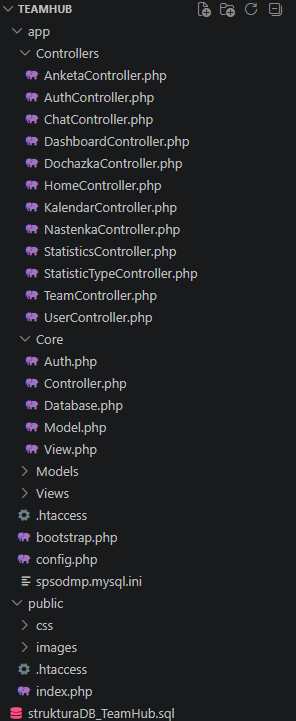 TEAMHUB
app
Controllers
AnketaController.php
AuthController.php
ChatController.php
DashboardController.php
DochazkaController.php
HomeController.php
KalendarController.php
NastenkaController.php
StatisticsController.php
StatisticTypeController.php
TeamController.php
UserController.php
Core
Auth.php
Controller.php
Database.php
Model.php
View.php
Models
Views
.htaccess
bootstrap.php
config.php
spsodmp.mysql.ini
public
css
images
.htaccess
index.php
strukturaDB_TeamHub.sql